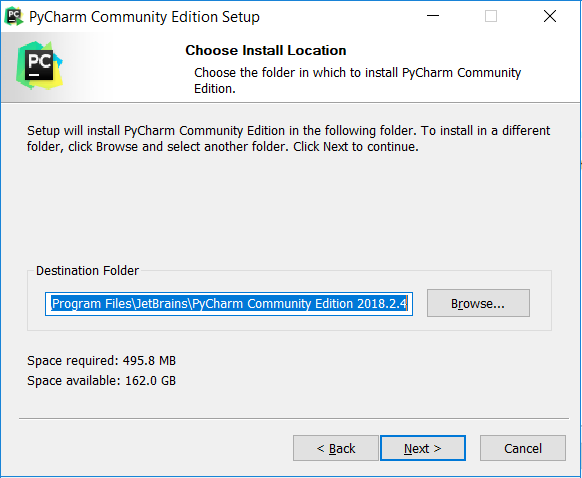 PyCharm Community Edition Setup
PC
Choose Install Location
Choose the folder in which to install PyCharm Community
Edition.
Setup will install PyCharm Community Edition in the following folder. To install in a different
folder, click Browse and select another folder. Click Next to continue.
Destination Folder
Program Files\JetBrains\PyCharm Community Edition 2018.2.4
Browse...
Space required: 495.8 MB
Space available: 162.0 GB
< Back
Next >
Cancel